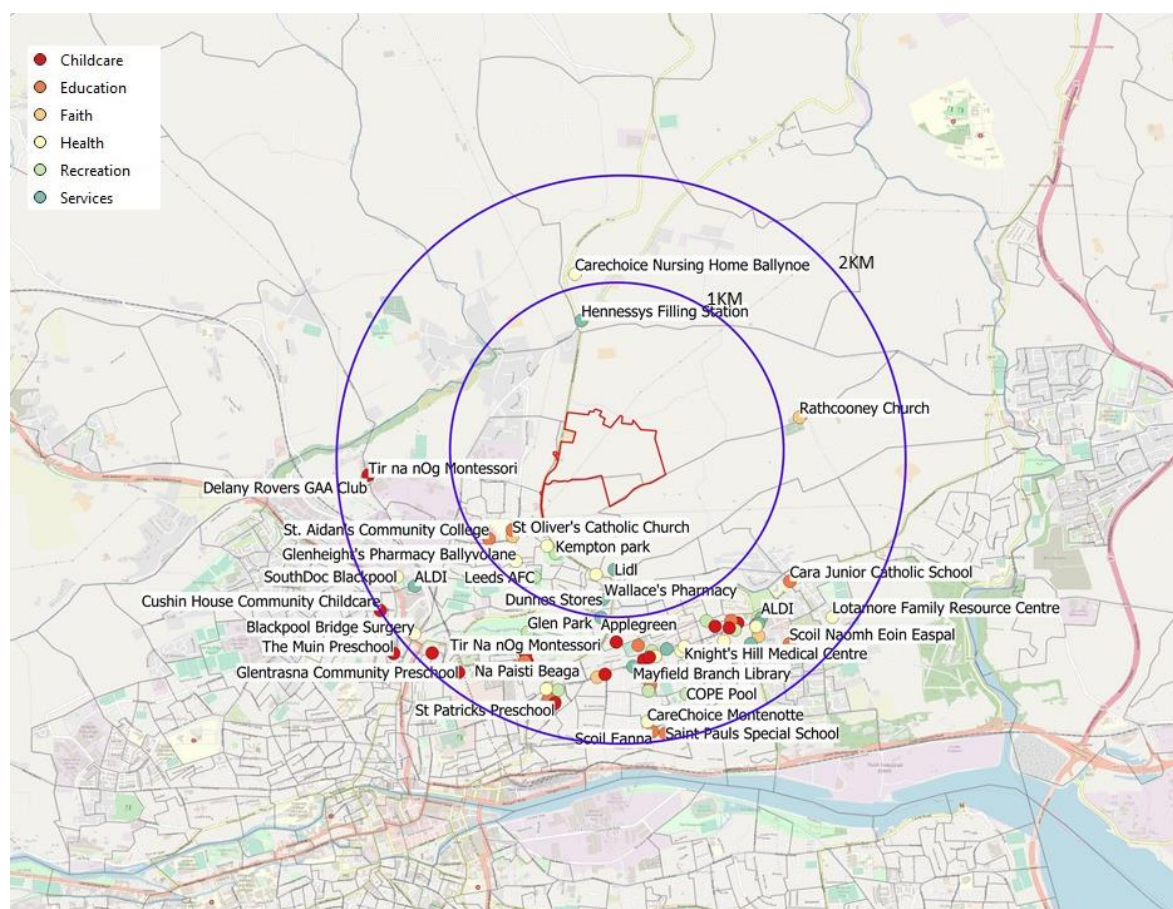 Childcare
Education
Faith
Health
Recreation
Services
2KM
Carechoice Nursing Home Ballynoe
1KM
Hennessys Filling Station
Rathcooney Church
Tir na nOg Montessori
Delany Rovers GAA Club
St. Aidan's Community College
St Oliver's Catholic Church
Glenheight's Pharmacy Ballyvolane
Kempton park
SouthDoc Blackpool
ALDI
Leeds AFC
Lidl
Cara Junior Catholic School
Cushin House Community Childcare
Dunnes Stores
Wallace's Pharmacy
ALDI
Lotamore Family Resource Centre
Blackpool Bridge Surgery
Glen Park
Applegreen
Scoil Naomh Eoin Easpal
The Muin Preschool
Tir Na nOg Montessori
Knight's Hill Medical Centre
Glentrasna Community Preschool
Na Paisti Beaga
Mayfield Branch Library
COPE Pool
St Patricks Preschool
CareChoice Montenotte
Scoil Eanna
Saint Pauls Special School